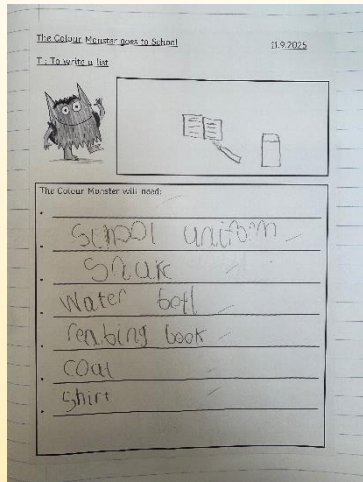 The Colour Monster goes to School 11.9.2025
T : To write a list
The Colour Monster will need:
School uniform
Snak
Water botl
reabing book
coat
shirt